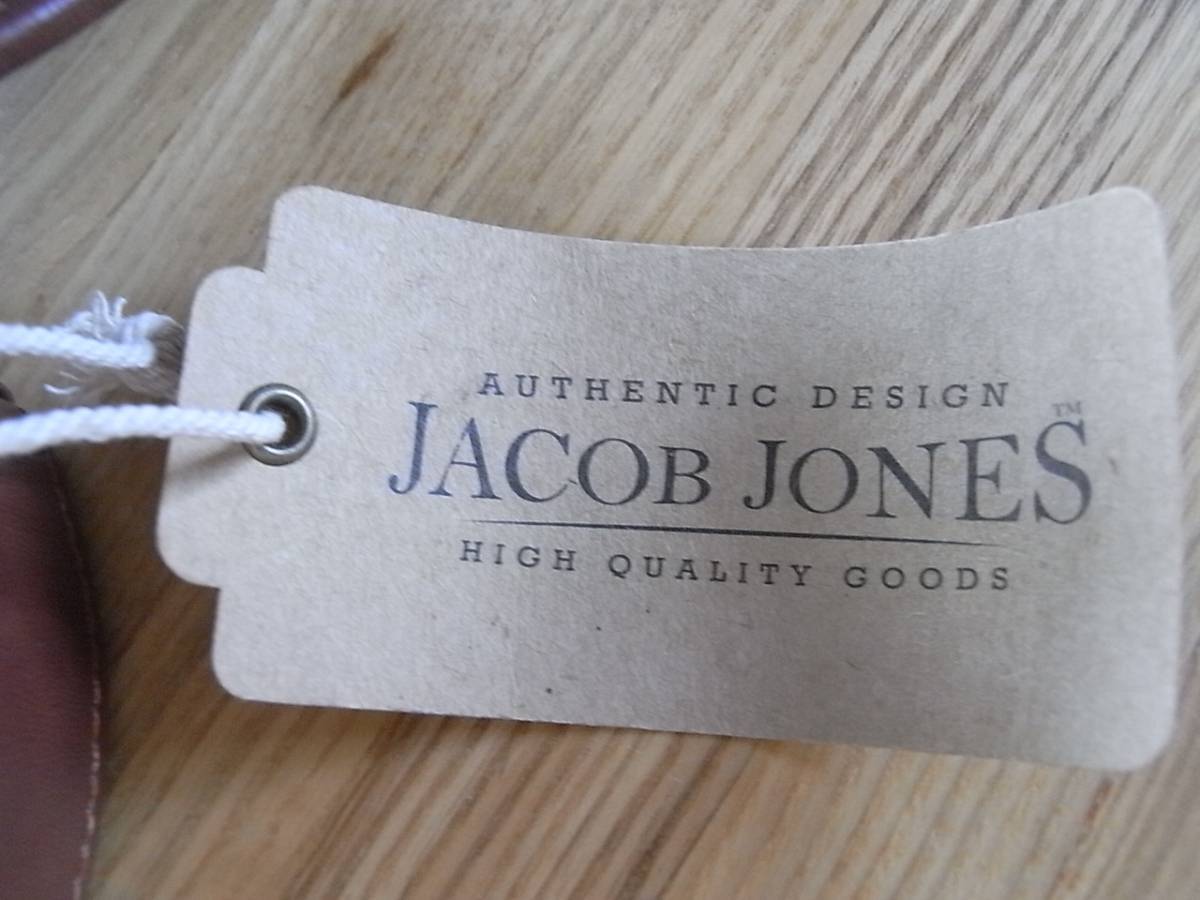 AUTHENTIC DESIGN
JACOB JONES™
HIGH QUALITY GOODS